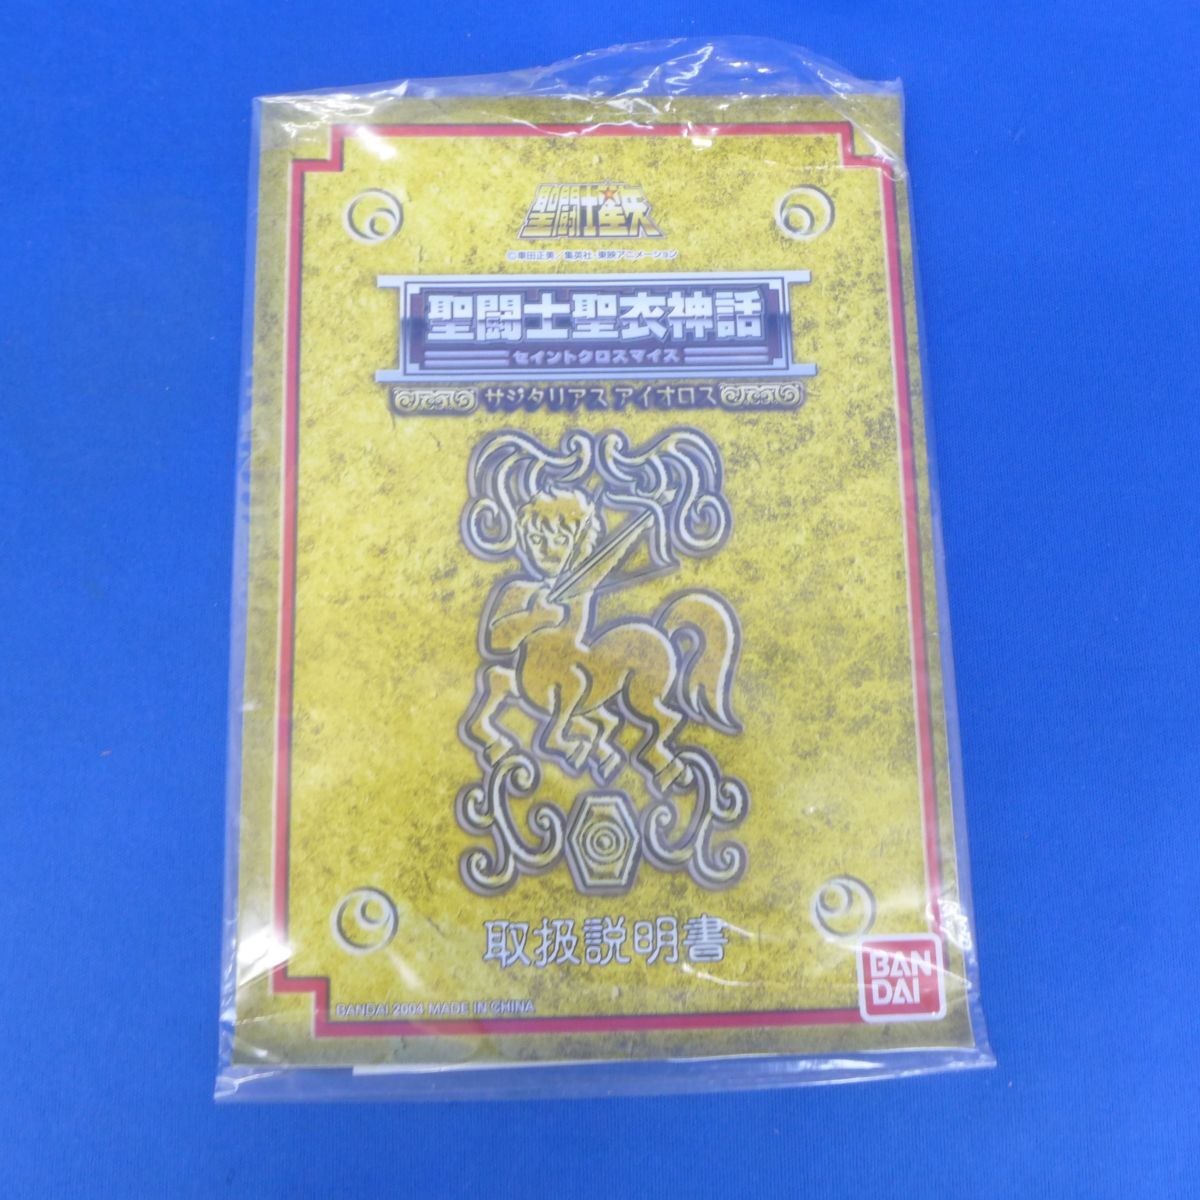 聖闘士星矢
©車田正美／集英社・東映アニメーション
聖闘士聖衣神話
セイントクロスマイス
サジタリアス アイオロス
取扱説明書
BANDAI 2004 MADE IN CHINA
BAN
DAI